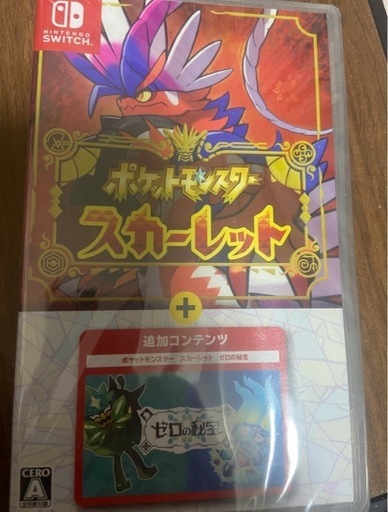 NINTENDO
SWITCH
ポケットモンスター
スカーレット
+
追加コンテンツ
ポケットモンスター スカーレット ゼロの秘宝
ゼロの秘宝
CERO
A